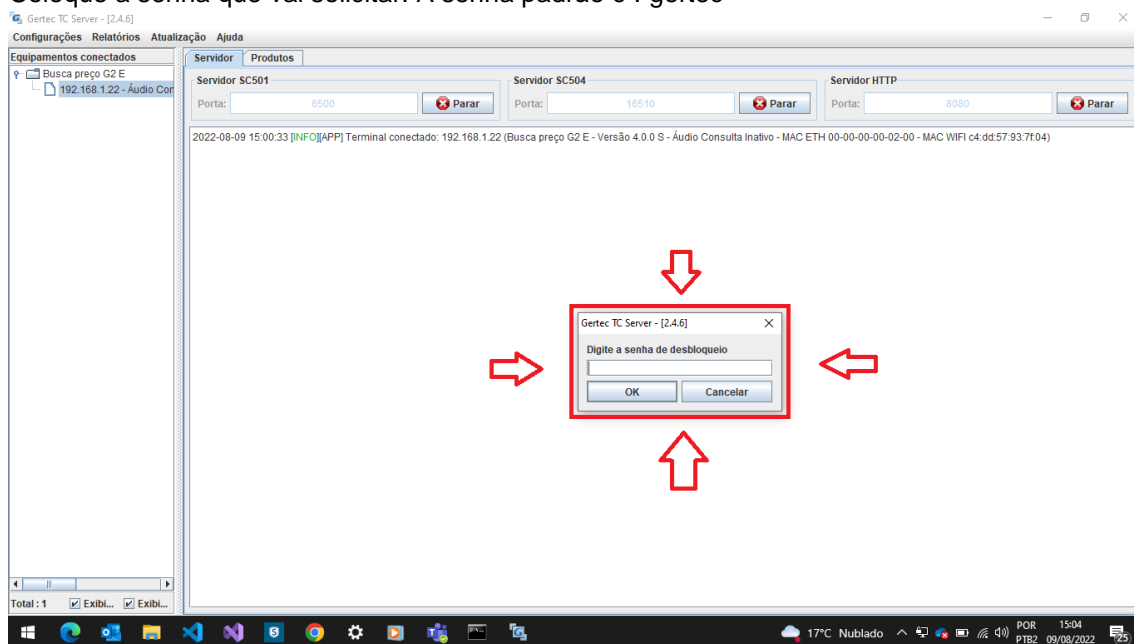 Gertec TC Server - [2.4.6]
Configurações Relatórios Atualização Ajuda
Equipamentos conectados
Busca preço G2 E
192.168.1.22 - Áudio Con
Servidor Produtos
Servidor SC501
Porta: 6500 Parar
Servidor SC504
Porta: 16510 Parar
Servidor HTTP
Porta: 8080 Parar
2022-08-09 15:00:33 [INFO][APP] Terminal conectado: 192.168.1.22 (Busca preço G2 E - Versão 4.0.0 S - Áudio Consulta Inativo - MAC ETH 00-00-00-00-02-00 - MAC WIFI c4:dd:57:93:7f:04)
Gertec TC Server - [2.4.6]
Digite a senha de desbloqueio
OK Cancelar
Total : 1 Exibi... Exibi...
17°C Nublado
POR
PTB2
15:04
09/08/2022
25